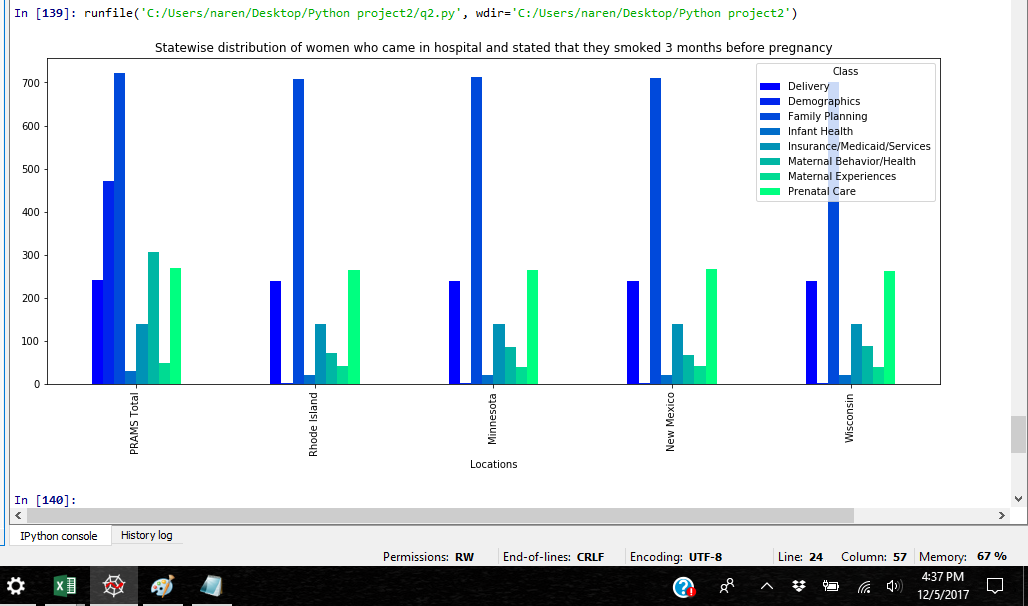 In [139]: runfile('C:/Users/naren/Desktop/Python project2/q2.py', wdir='C:/Users/naren/Desktop/Python project2')
Statewise distribution of women who came in hospital and stated that they smoked 3 months before pregnancy
Class
Delivery
Demographics
Family Planning
Infant Health
Insurance/Medicaid/Services
Maternal Behavior/Health
Maternal Experiences
Prenatal Care
700
600
500
400
300
200
100
0
PRAMS Total
Rhode Island
Minnesota
New Mexico
Wisconsin
Locations
In [140]:
IPython console History log
Permissions: RW End-of-lines: CRLF Encoding: UTF-8 Line: 24 Column: 57 Memory: 67 %
4:37 PM
12/5/2017